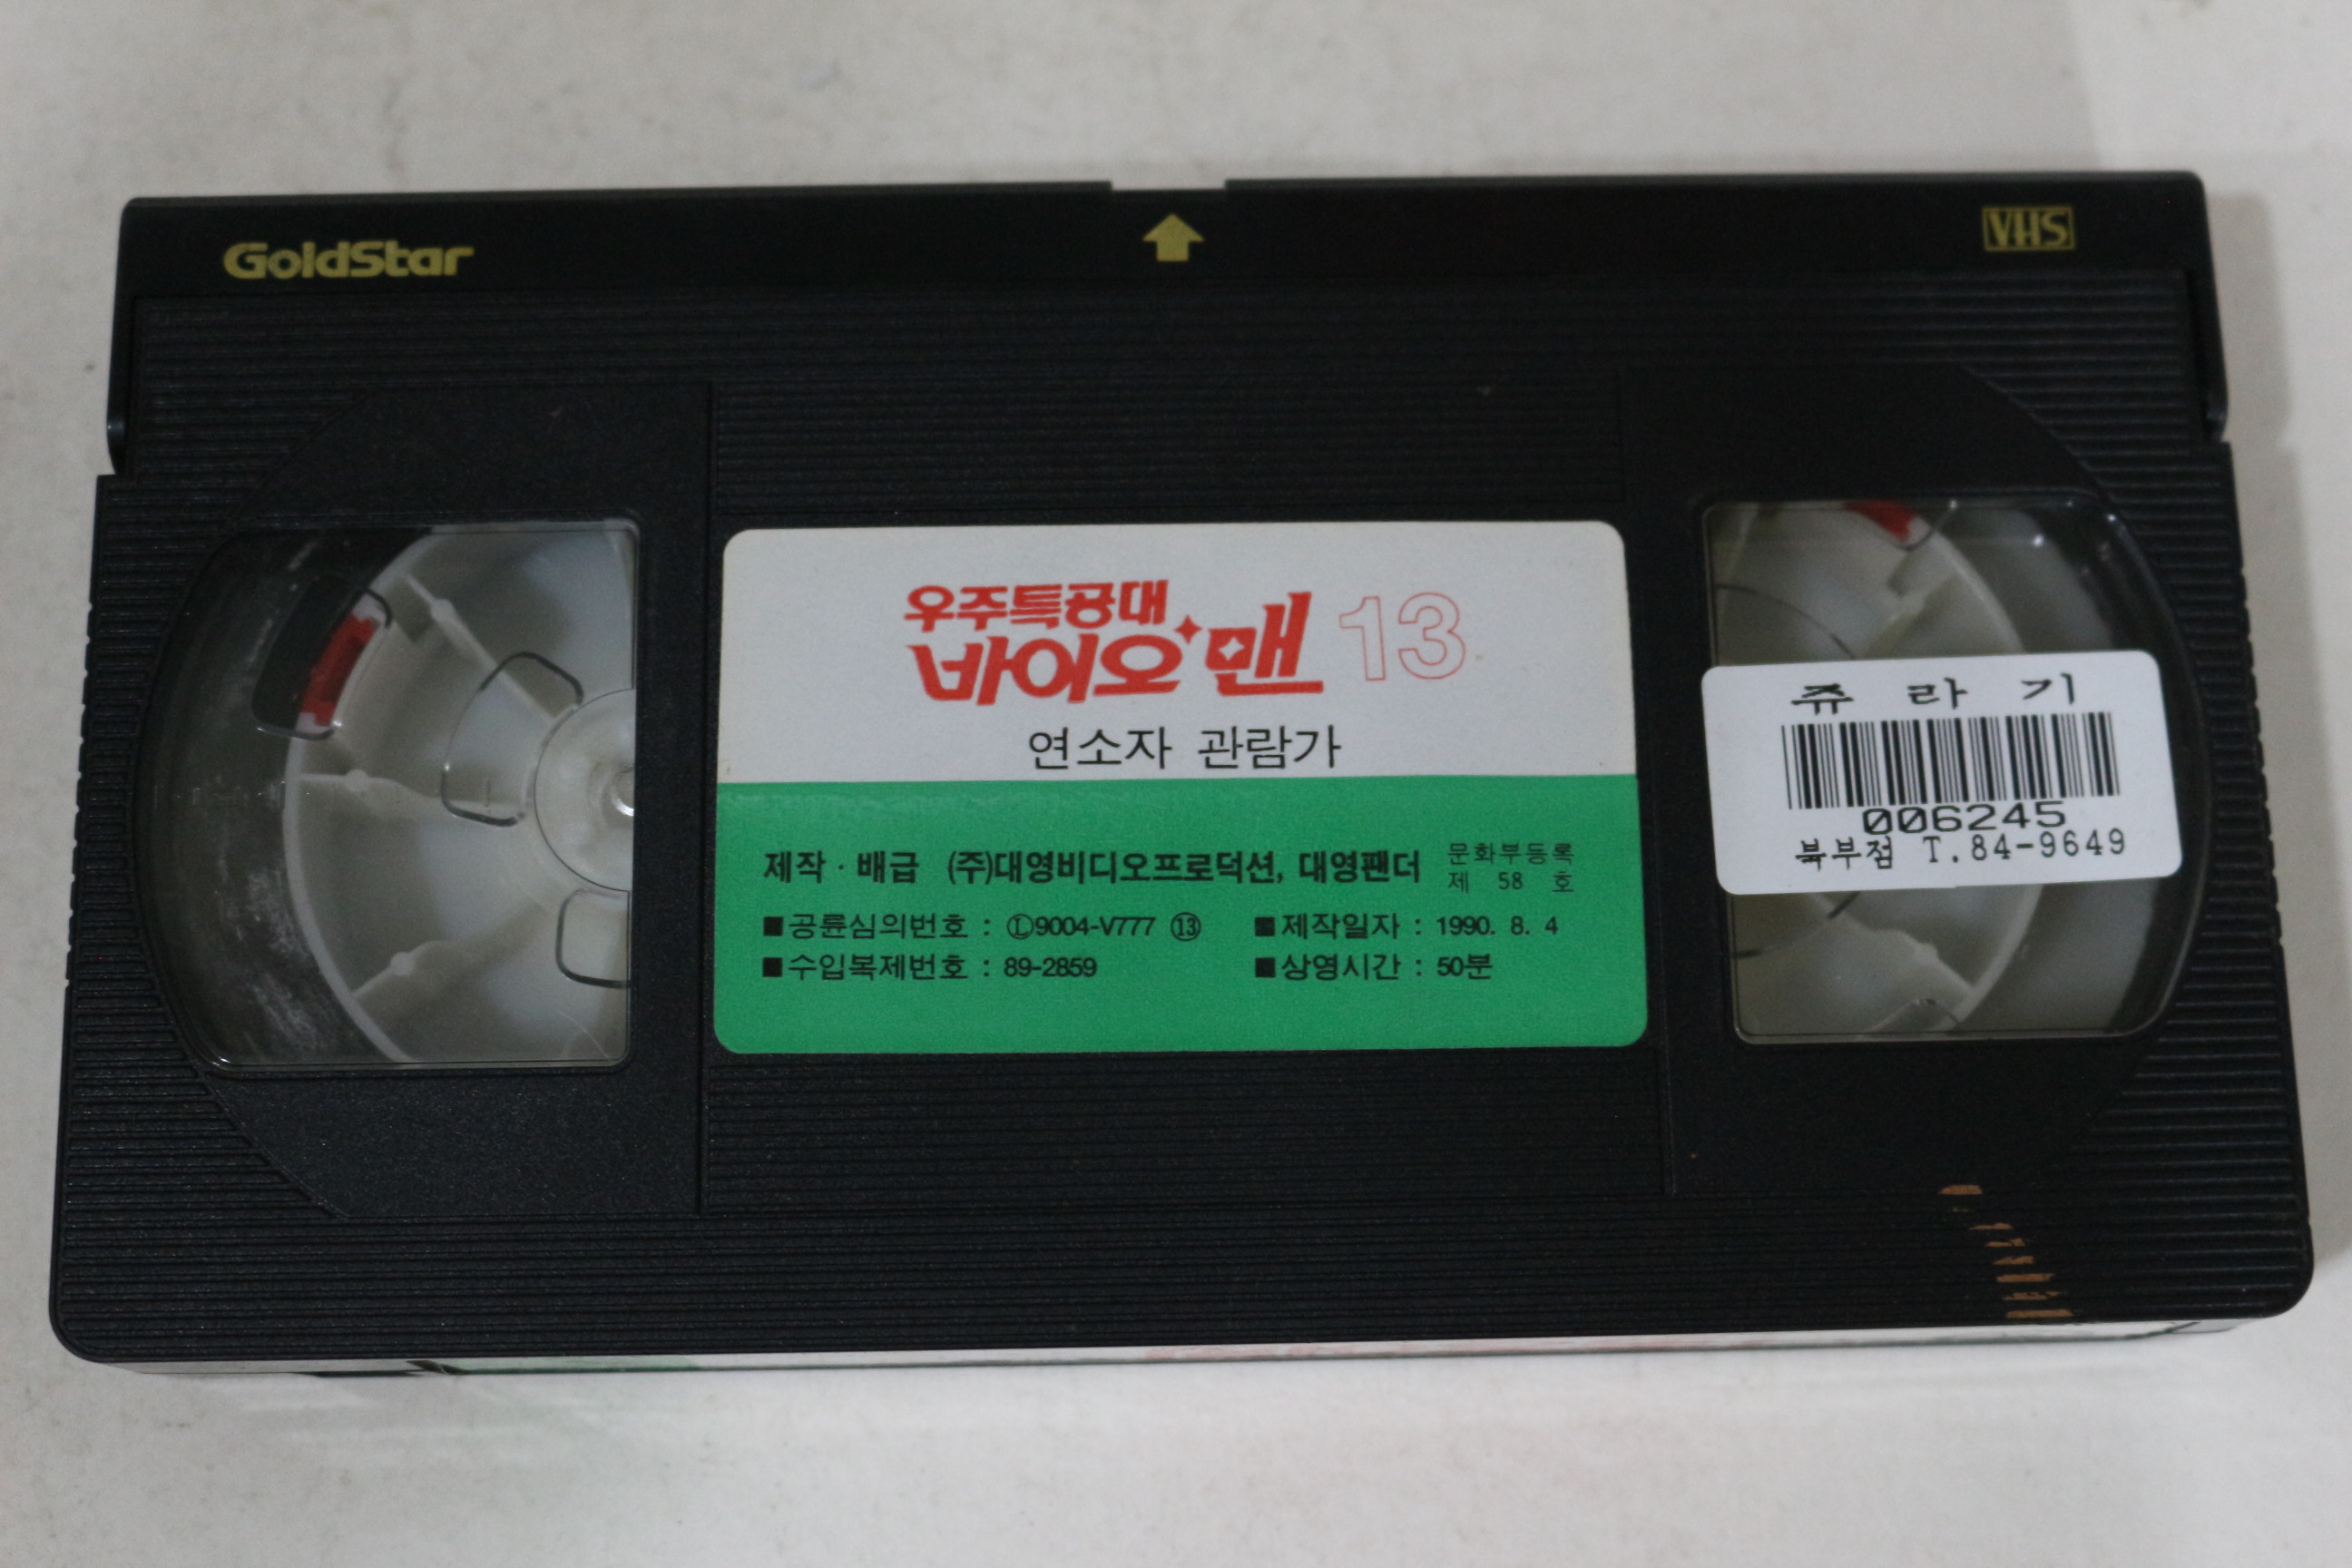 GoldStar
VHS
우주특공대
바이오맨 13
연소자 관람가
제작 · 배급 (주)대영비디오프로덕션, 대영팬더 문화부등록 제 58 호
■공륜심의번호 : Ⓛ9004-V777 ⑬ ■제작일자 : 1990. 8. 4
■수입복제번호 : 89-2859 ■상영시간 : 50분
쥬 라 기
006245
북부점 T.84-9649